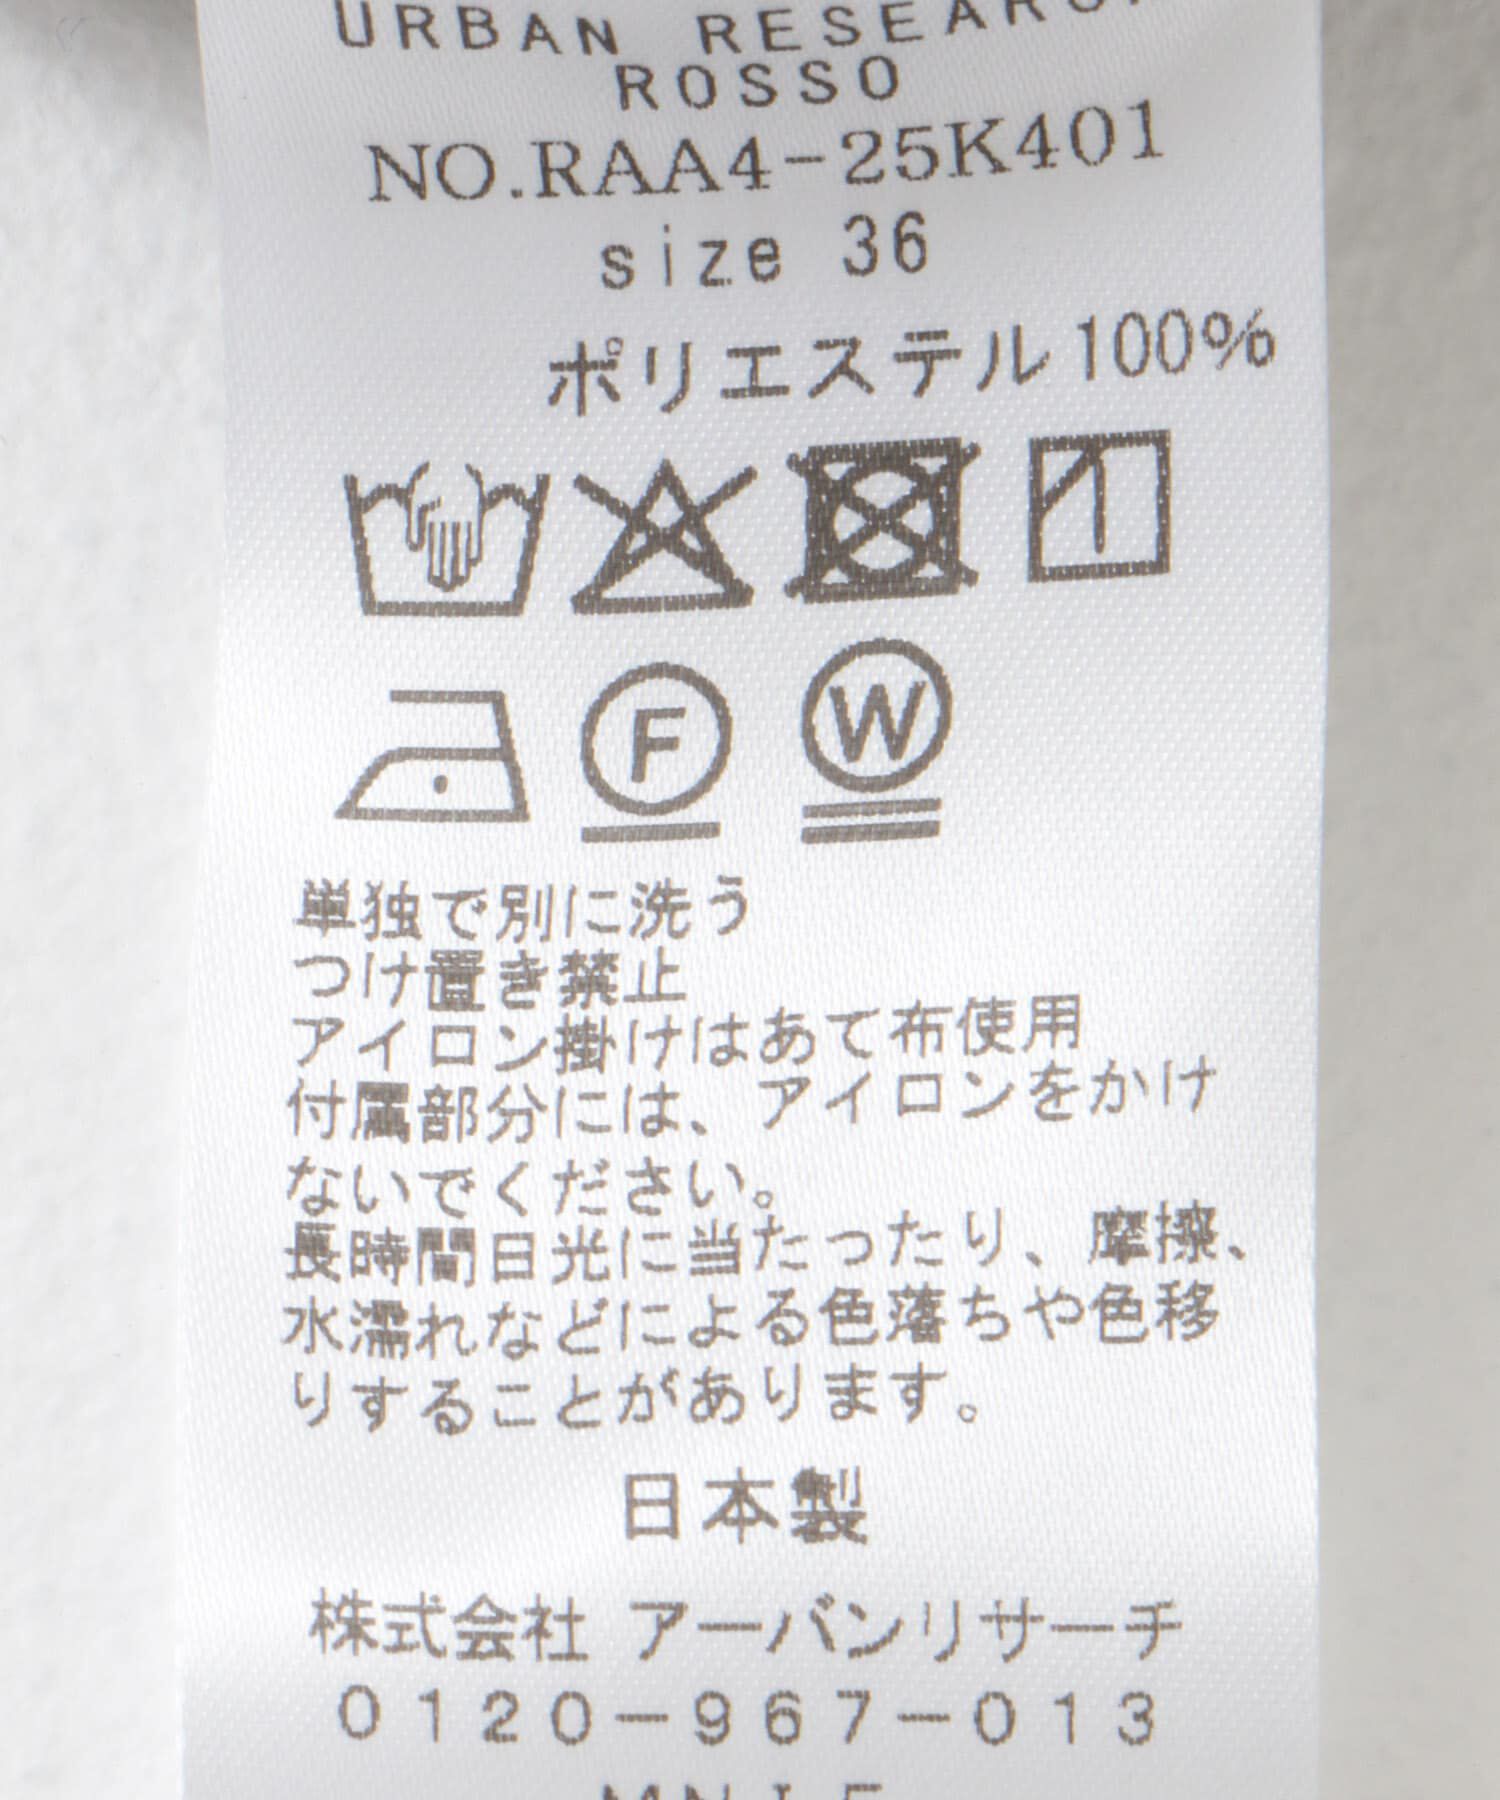 URBAN RESEARCH
ROSSO
NO.RAA4-25K401
size 36
ポリエステル100%
F
W
単独で別に洗う
つけ置き禁止
アイロン掛けはあて布使用
付属部分には、アイロンをかけ
ないでください。
長時間日光に当たったり、摩擦、
水濡れなどによる色落ちや色移
りすることがあります。
日本製
株式会社 アーバンリサーチ
0120-967-013